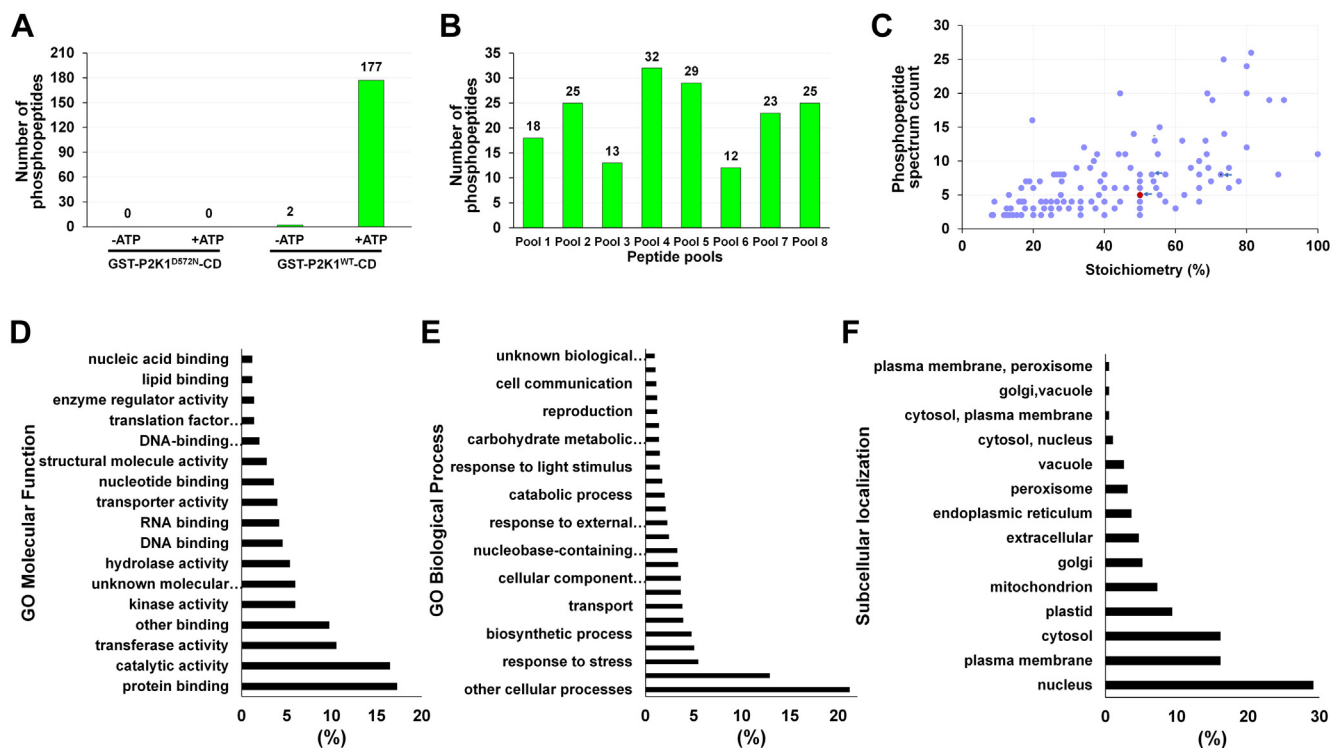 A
Number of
phosphopeptides
210
180
150
120
90
60
30
0
0
0
2
177
-ATP
+ATP
-ATP
+ATP
GST-P2K1D572N-CD
GST-P2K1WT-CD
B
Number of
phosphopeptides
35
30
25
20
15
10
5
0
18
25
13
32
29
12
23
25
Pool 1
Pool 2
Pool 3
Pool 4
Pool 5
Pool 6
Pool 7
Pool 8
Peptide pools
C
Phosphopeptide
spectrum count
30
25
20
15
10
5
0
0
20
40
60
80
100
Stoichiometry (%)
D
GO Molecular Function
nucleic acid binding
lipid binding
enzyme regulator activity
translation factor…
DNA-binding…
structural molecule activity
nucleotide binding
transporter activity
RNA binding
DNA binding
hydrolase activity
unknown molecular…
kinase activity
other binding
transferase activity
catalytic activity
protein binding
0
5
10
15
20
(%)
E
GO Biological Process
unknown biological…
cell communication
reproduction
carbohydrate metabolic…
response to light stimulus
catabolic process
response to external…
nucleobase-containing…
cellular component…
transport
biosynthetic process
response to stress
other cellular processes
0
5
10
15
20
(%)
F
Subcellular localization
plasma membrane, peroxisome
golgi,vacuole
cytosol, plasma membrane
cytosol, nucleus
vacuole
peroxisome
endoplasmic reticulum
extracellular
golgi
mitochondrion
plastid
cytosol
plasma membrane
nucleus
0
10
20
30
(%)